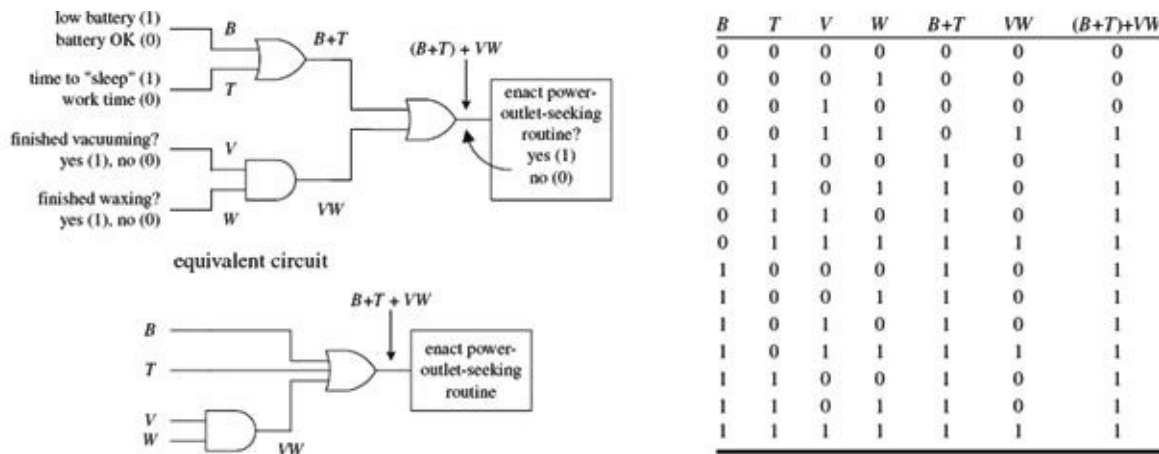 low battery (1)
battery OK (0)
B
B+T
time to "sleep" (1)
work time (0)
T
(B+T) + VW
enact power-
outlet-seeking
routine?
yes (1)
no (0)
finished vacuuming?
yes (1), no (0)
V
finished waxing?
yes (1), no (0)
W
VW
equivalent circuit
B+T + VW
B
T
V
W
VW
enact power-
outlet-seeking
routine
B T V W B+T VW (B+T)+VW
0 0 0 0 0 0 0
0 0 0 1 0 0 0
0 0 1 0 0 0 0
0 0 1 1 0 1 1
0 1 0 0 1 0 1
0 1 0 1 1 0 1
0 1 1 0 1 0 1
0 1 1 1 1 1 1
1 0 0 0 1 0 1
1 0 0 1 1 0 1
1 0 1 0 1 0 1
1 0 1 1 1 1 1
1 1 0 0 1 0 1
1 1 0 1 1 0 1
1 1 1 1 1 1 1